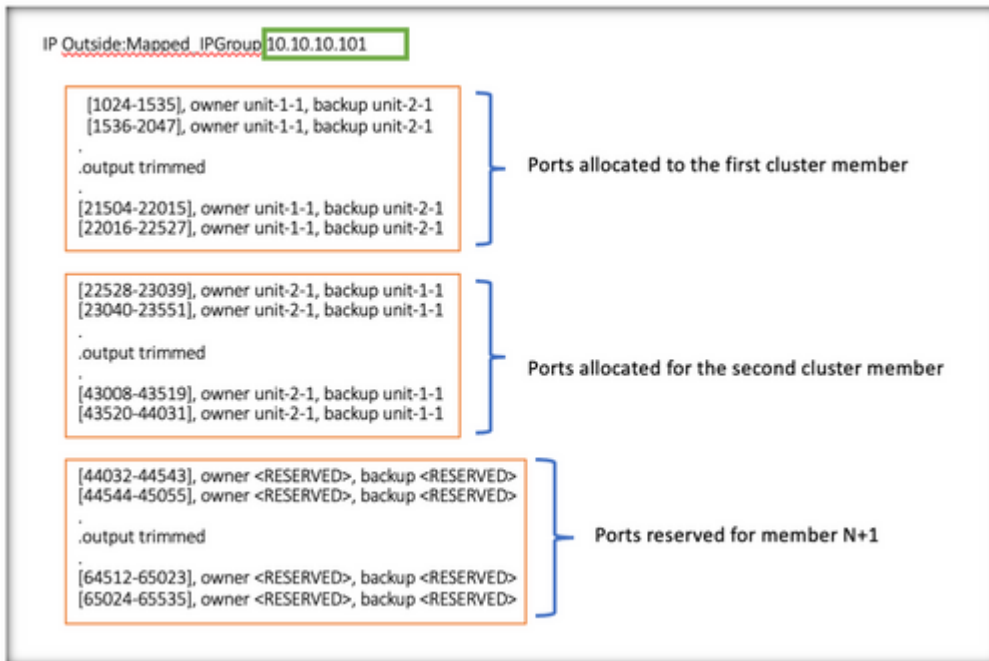 IP Outside:Mapped_IPGroup 10.10.10.101
[1024-1535], owner unit-1-1, backup unit-2-1
[1536-2047], owner unit-1-1, backup unit-2-1
.
.output trimmed
.
[21504-22015], owner unit-1-1, backup unit-2-1
[22016-22527], owner unit-1-1, backup unit-2-1
Ports allocated to the first cluster member
[22528-23039], owner unit-2-1, backup unit-1-1
[23040-23551], owner unit-2-1, backup unit-1-1
.
.output trimmed
.
[43008-43519], owner unit-2-1, backup unit-1-1
[43520-44031], owner unit-2-1, backup unit-1-1
Ports allocated for the second cluster member
[44032-44543], owner <RESERVED>, backup <RESERVED>
[44544-45055], owner <RESERVED>, backup <RESERVED>
.
.output trimmed
.
[64512-65023], owner <RESERVED>, backup <RESERVED>
[65024-65535], owner <RESERVED>, backup <RESERVED>
Ports reserved for member N+1